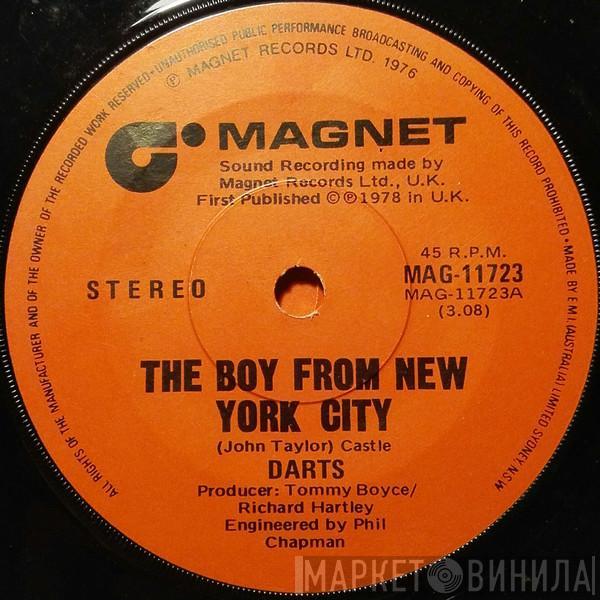 ALL RIGHTS OF THE MANUFACTURER AND OF THE OWNER OF THE RECORDED WORK RESERVED • UNAUTHORISED PUBLIC PERFORMANCE BROADCASTING AND COPYING OF THIS RECORD PROHIBITED • MADE BY E.M.I. (AUSTRALIA) LIMITED SYDNEY, N.S.W.
℗ MAGNET RECORDS LTD. 1976
MAGNET
Sound Recording made by
Magnet Records Ltd., U.K.
First Published ©℗1978 in U.K.
45 R.P.M.
STEREO
MAG-11723
MAG-11723A
(3.08)
THE BOY FROM NEW
YORK CITY
(John Taylor) Castle
DARTS
Producer: Tommy Boyce/
Richard Hartley
Engineered by Phil
Chapman
МАРКЕТ ВИНИЛА